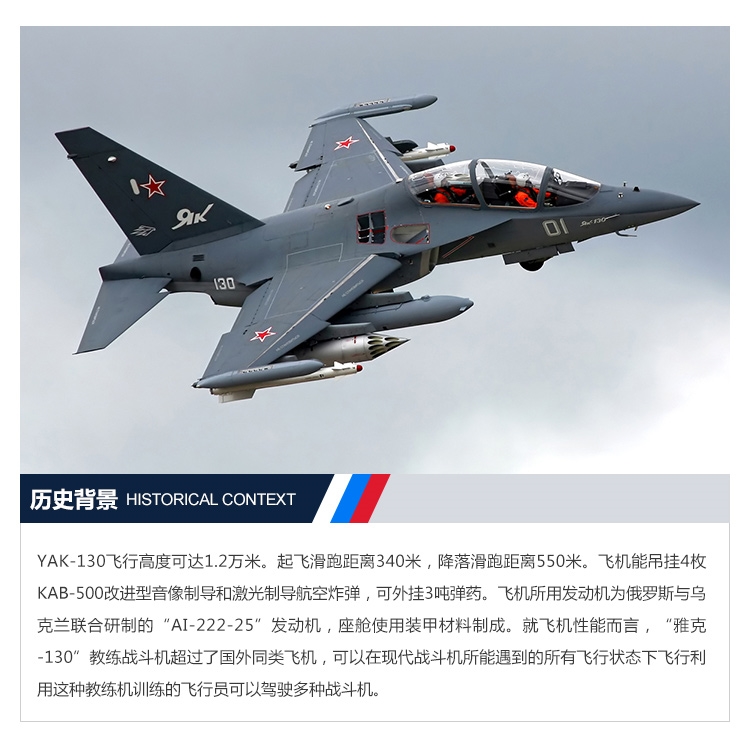 ЯK
130
01
Як-130
历史背景 HISTORICAL CONTEXT
YAK-130飞行高度可达1.2万米。起飞滑跑距离340米，降落滑跑距离550米。飞机能吊挂4枚
KAB-500改进型音像制导和激光制导航空炸弹，可外挂3吨弹药。飞机所用发动机为俄罗斯与乌
克兰联合研制的“AI-222-25”发动机，座舱使用装甲材料制成。就飞机性能而言，“雅克
-130”教练战斗机超过了国外同类飞机，可以在现代战斗机所能遇到的所有飞行状态下飞行利
用这种教练机训练的飞行员可以驾驶多种战斗机。